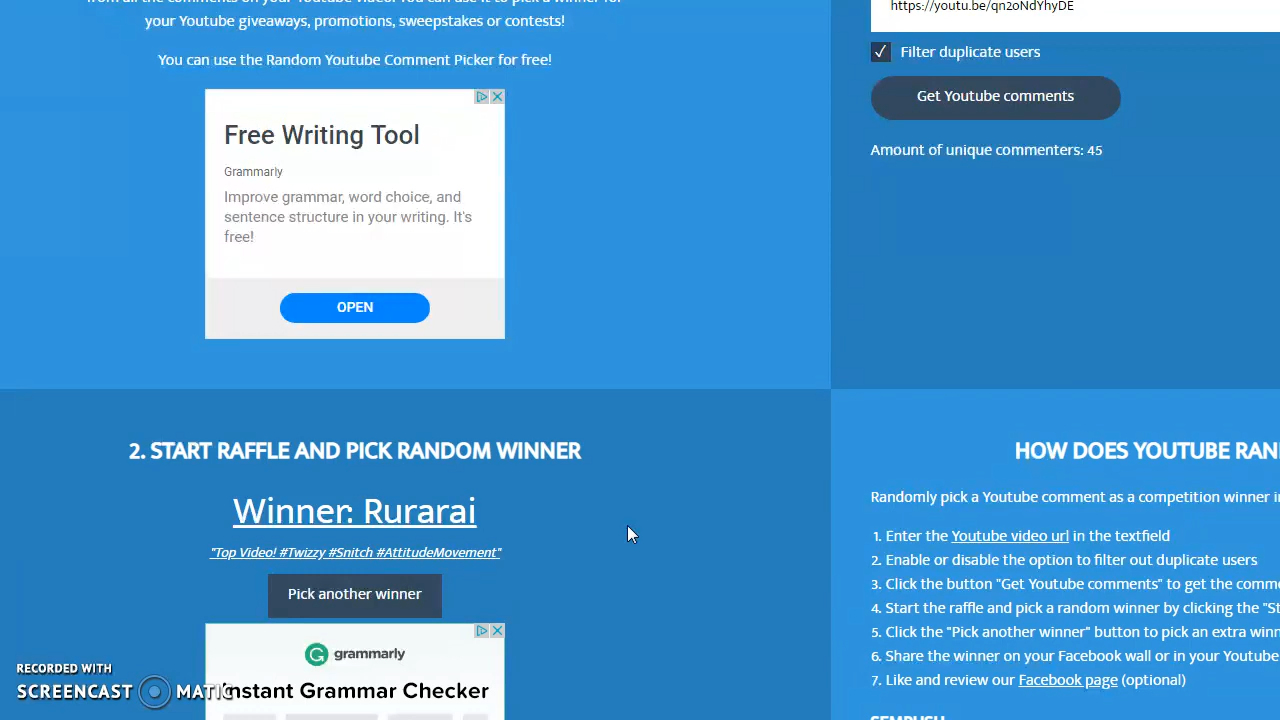 your Youtube giveaways, promotions, sweepstakes or contests!
You can use the Random Youtube Comment Picker for free!
Free Writing Tool
Grammarly
Improve grammar, word choice, and
sentence structure in your writing. It's
free!
OPEN
https://youtu.be/qn2oNdYhyDE
Filter duplicate users
Get Youtube comments
Amount of unique commenters: 45
2. START RAFFLE AND PICK RANDOM WINNER
Winner: Rurarai
"Top Video! #Twizzy #Snitch #AttitudeMovement"
Pick another winner
grammarly
Instant Grammar Checker
HOW DOES YOUTUBE RAN
Randomly pick a Youtube comment as a competition winner in
1. Enter the Youtube video url in the textfield
2. Enable or disable the option to filter out duplicate users
3. Click the button "Get Youtube comments" to get the comme
4. Start the raffle and pick a random winner by clicking the "St
5. Click the "Pick another winner" button to pick an extra winn
6. Share the winner on your Facebook wall or in your Youtube
7. Like and review our Facebook page (optional)
RECORDED WITH
SCREENCAST MATIC